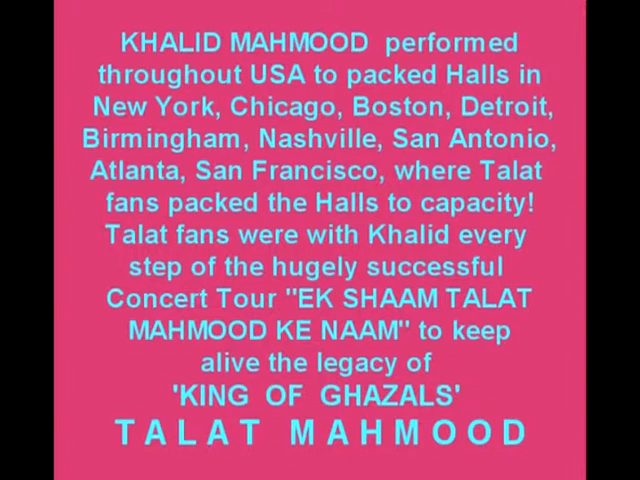 KHALID MAHMOOD performed
throughout USA to packed Halls in
New York, Chicago, Boston, Detroit,
Birmingham, Nashville, San Antonio,
Atlanta, San Francisco, where Talat
fans packed the Halls to capacity!
Talat fans were with Khalid every
step of the hugely successful
Concert Tour "EK SHAAM TALAT
MAHMOOD KE NAAM" to keep
alive the legacy of
'KING OF GHAZALS'
T A L A T M A H M O O D